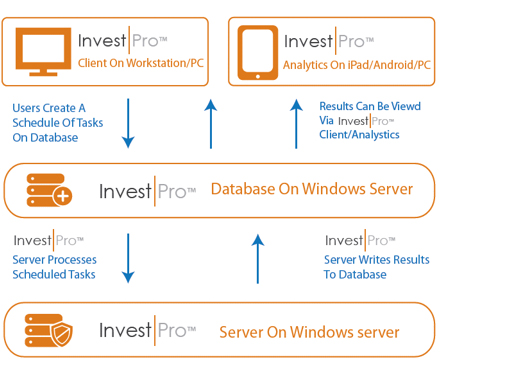 Invest Pro™
Client On Workstation/PC
Invest Pro™
Analytics On iPad/Android/PC
Users Create A
Schedule Of Tasks
On Database
Results Can Be Viewd
Via Invest Pro™
Client/Analystics
Invest Pro™ Database On Windows Server
Invest Pro™
Server Processes
Scheduled Tasks
Invest Pro™
Server Writes Results
To Database
Invest Pro™ Server On Windows server